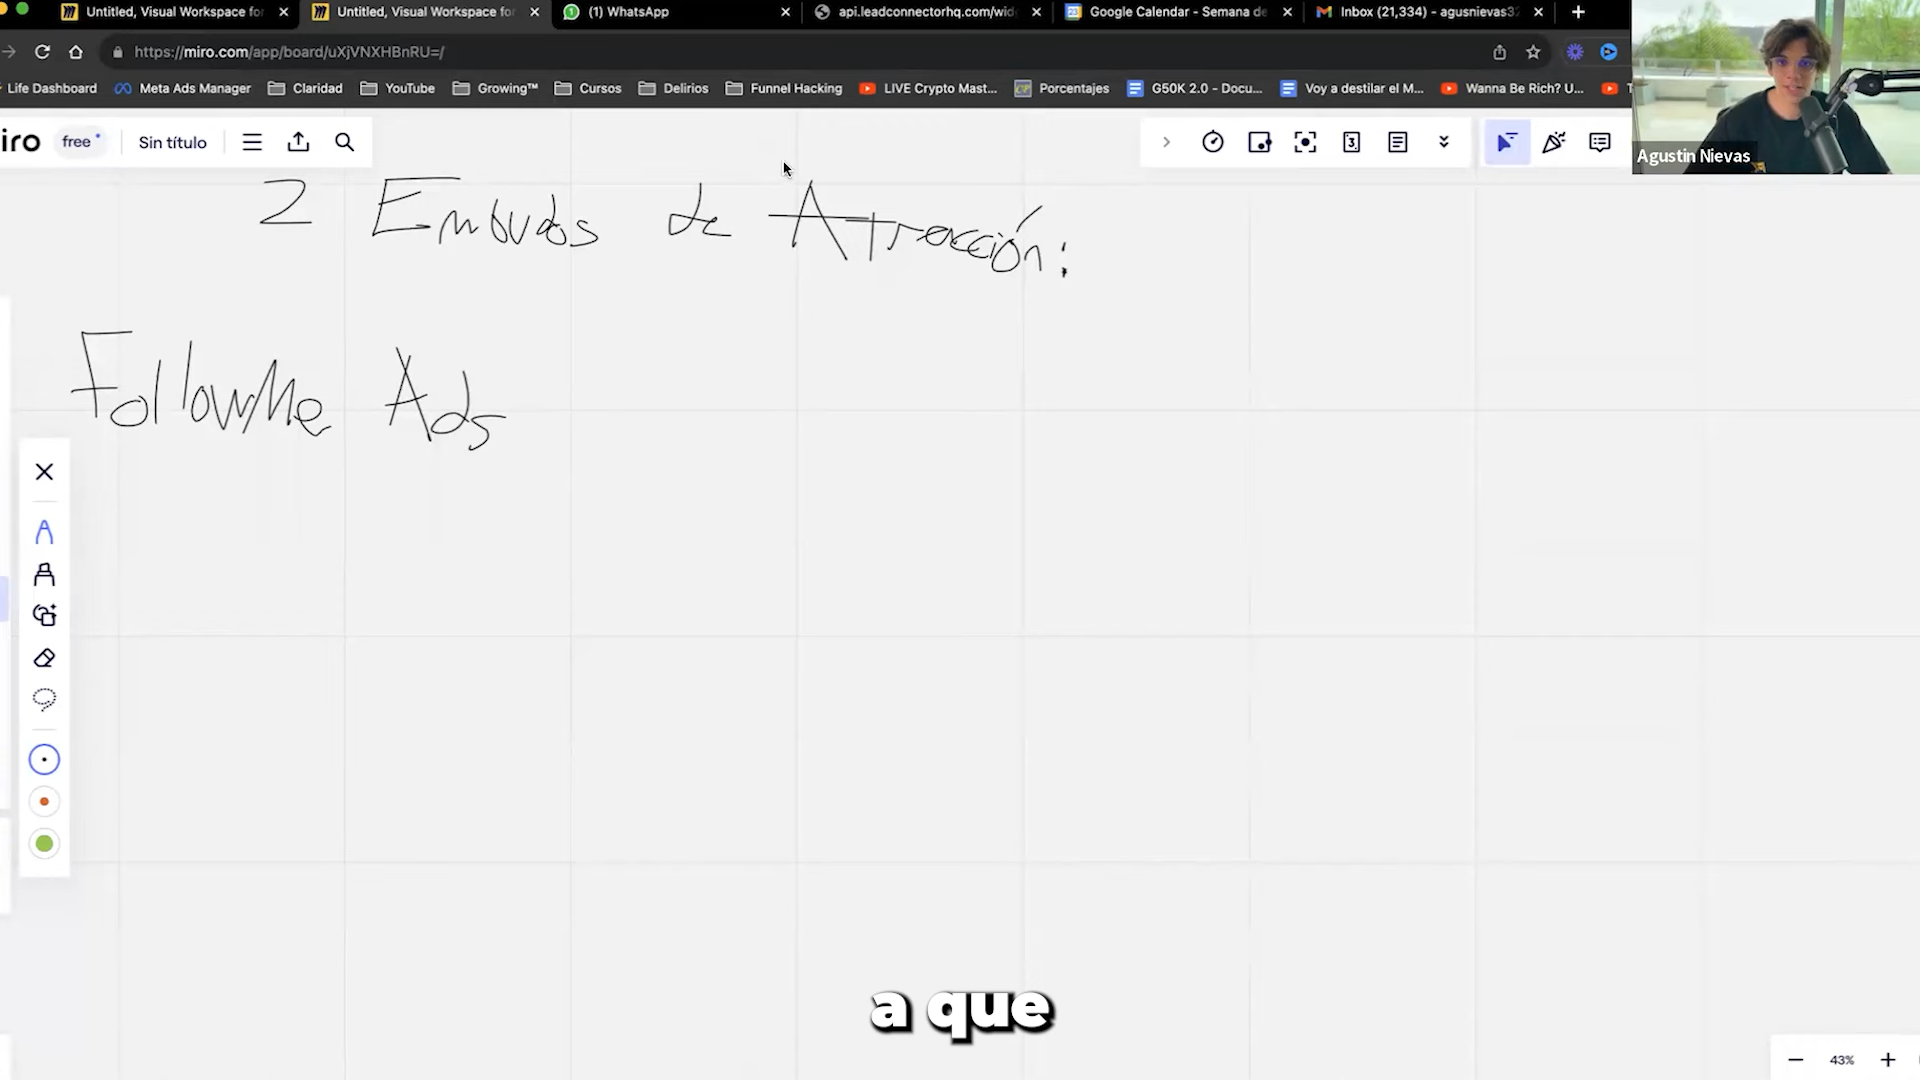 Untitled, Visual Workspace for
Untitled, Visual Workspace for
(1) WhatsApp
api.leadconnectorhq.com/wid
Google Calendar - Semana de
Inbox (21,334) - agusnievas32
https://miro.com/app/board/uXjVNXHBnRU=/
Life Dashboard
Meta Ads Manager
Claridad
YouTube
Growing™
Cursos
Delirios
Funnel Hacking
LIVE Crypto Mast...
Porcentajes
G50K 2.0 - Docu...
Voy a destilar el M...
Wanna Be Rich? U...
iro
free
Sin título
Agustin Nievas
2 Embudos de Atracción:
FollowMe Ads
a que
43%